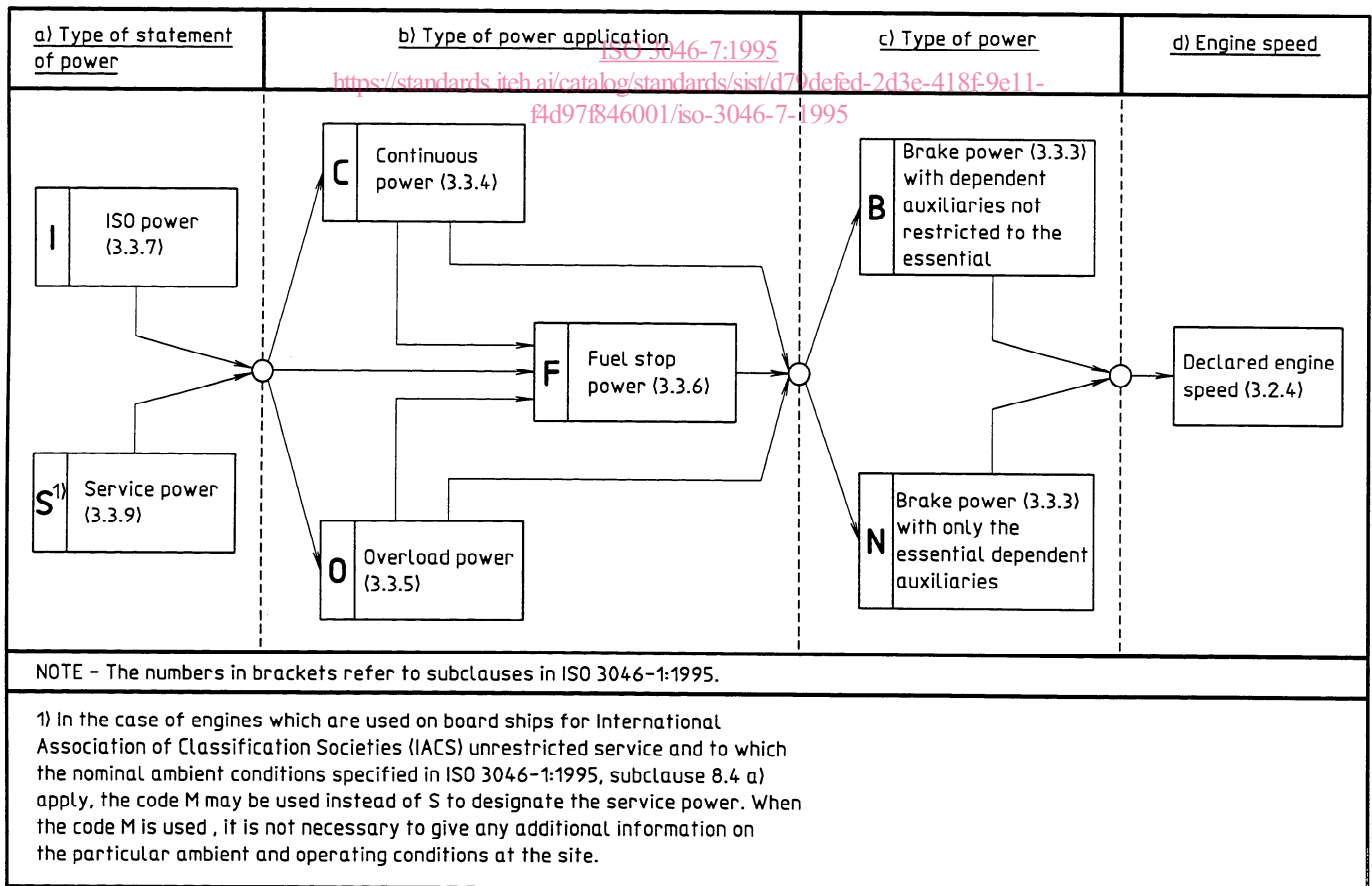 a) Type of statement
of power
b) Type of power application
c) Type of power
d) Engine speed
ISO 3046-7:1995
https://standards.iteh.ai/catalog/standards/sist/d79defed-2d3e-418f-9e11-
f4d97f846001/iso-3046-7-1995
I
ISO power
(3.3.7)
S1)
Service power
(3.3.9)
C
Continuous
power (3.3.4)
F
Fuel stop
power (3.3.6)
O
Overload power
(3.3.5)
B
Brake power (3.3.3)
with dependent
auxiliaries not
restricted to the
essential
N
Brake power (3.3.3)
with only the
essential dependent
auxiliaries
Declared engine
speed (3.2.4)
NOTE - The numbers in brackets refer to subclauses in ISO 3046-1:1995.
1) In the case of engines which are used on board ships for International
Association of Classification Societies (IACS) unrestricted service and to which
the nominal ambient conditions specified in ISO 3046-1:1995, subclause 8.4 a)
apply, the code M may be used instead of S to designate the service power. When
the code M is used , it is not necessary to give any additional information on
the particular ambient and operating conditions at the site.